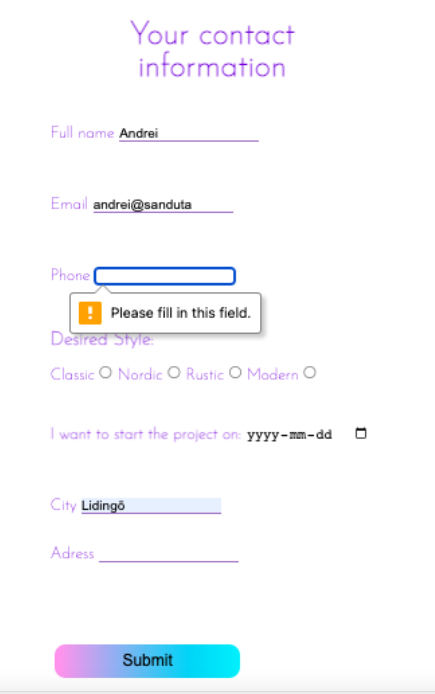 Your contact
information
Full name Andrei
Email andrei@sanduta
Phone
Please fill in this field.
Desired Style:
Classic Nordic Rustic Modern
I want to start the project on: yyyy-mm-dd
City Lidingö
Adress
Submit